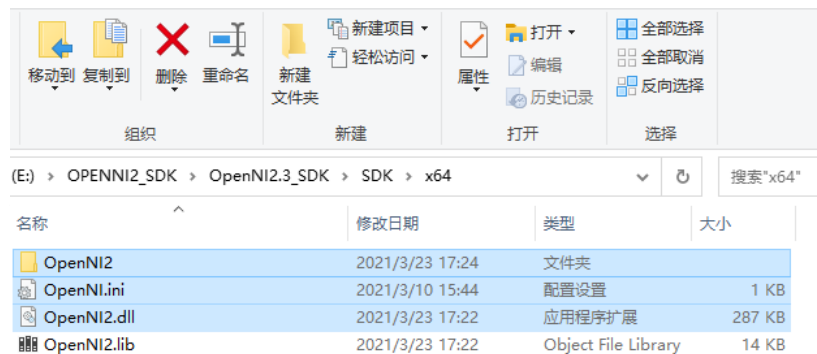 移动到 复制到 删除 重命名 新建文件夹 新建项目 轻松访问 属性 打开 编辑 历史记录 全部选择 全部取消 反向选择
组织 新建 打开 选择
(E:) > OPENNI2_SDK > OpenNI2.3_SDK > SDK > x64 搜索"x64"
名称 修改日期 类型 大小
OpenNI2 2021/3/23 17:24 文件夹
OpenNI.ini 2021/3/10 15:44 配置设置 1 KB
OpenNI2.dll 2021/3/23 17:22 应用程序扩展 287 KB
OpenNI2.lib 2021/3/23 17:22 Object File Library 14 KB